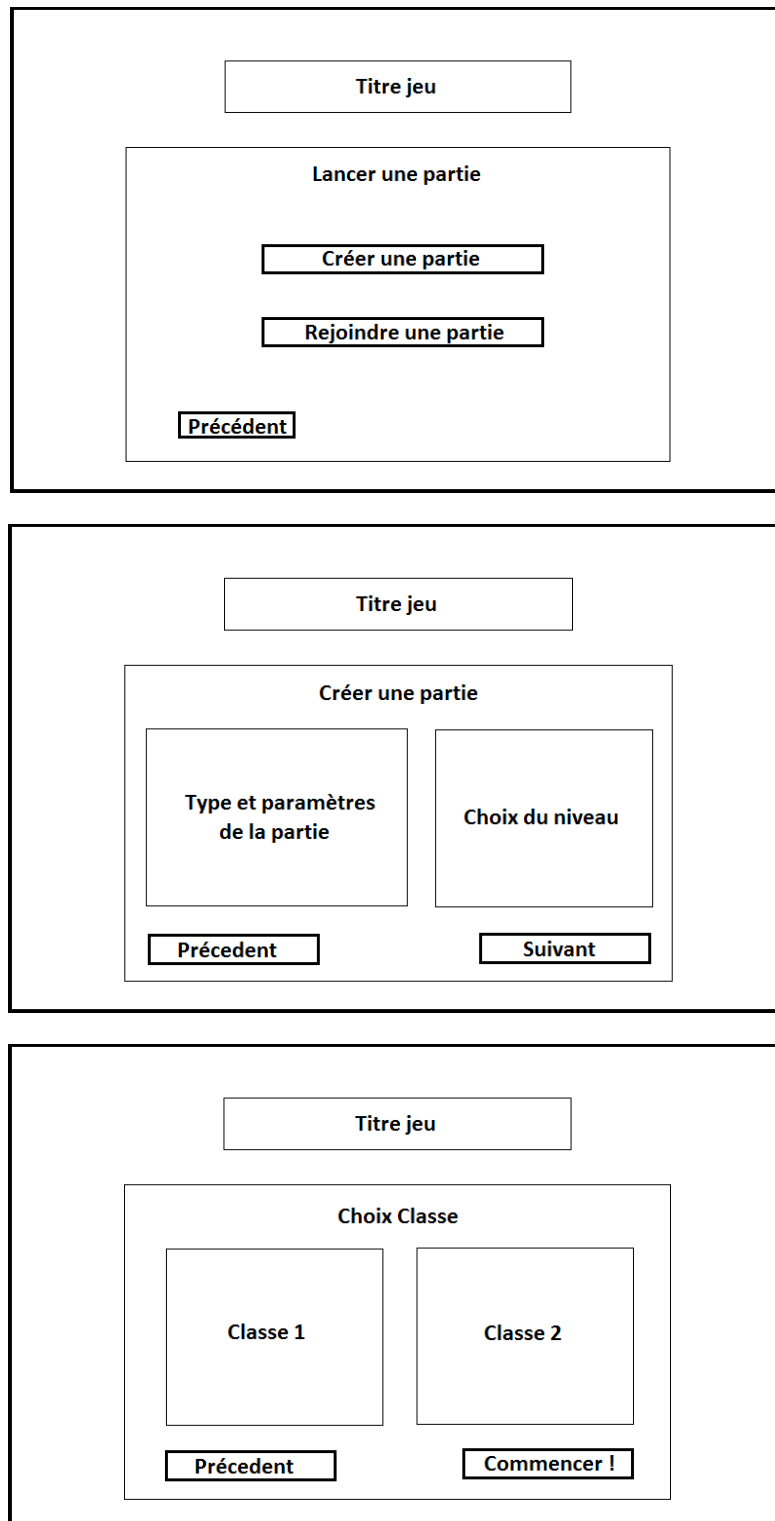 Titre jeu
Lancer une partie
Créer une partie
Rejoindre une partie
Précédent
Titre jeu
Créer une partie
Type et paramètres
de la partie
Choix du niveau
Précedent
Suivant
Titre jeu
Choix Classe
Classe 1
Classe 2
Précedent
Commencer !